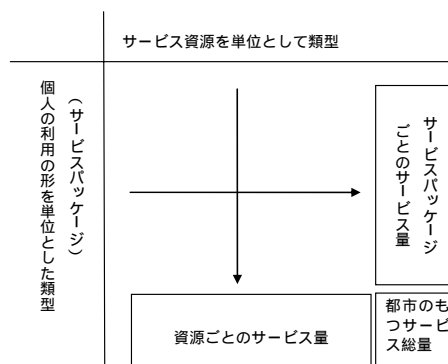 サービス資源を単位として類型
個人の利用の形を単位とした類型
（サービスパッケージ）
サービスパッケージ
ごとのサービス量
資源ごとのサービス量
都市のも
つサービ
ス総量